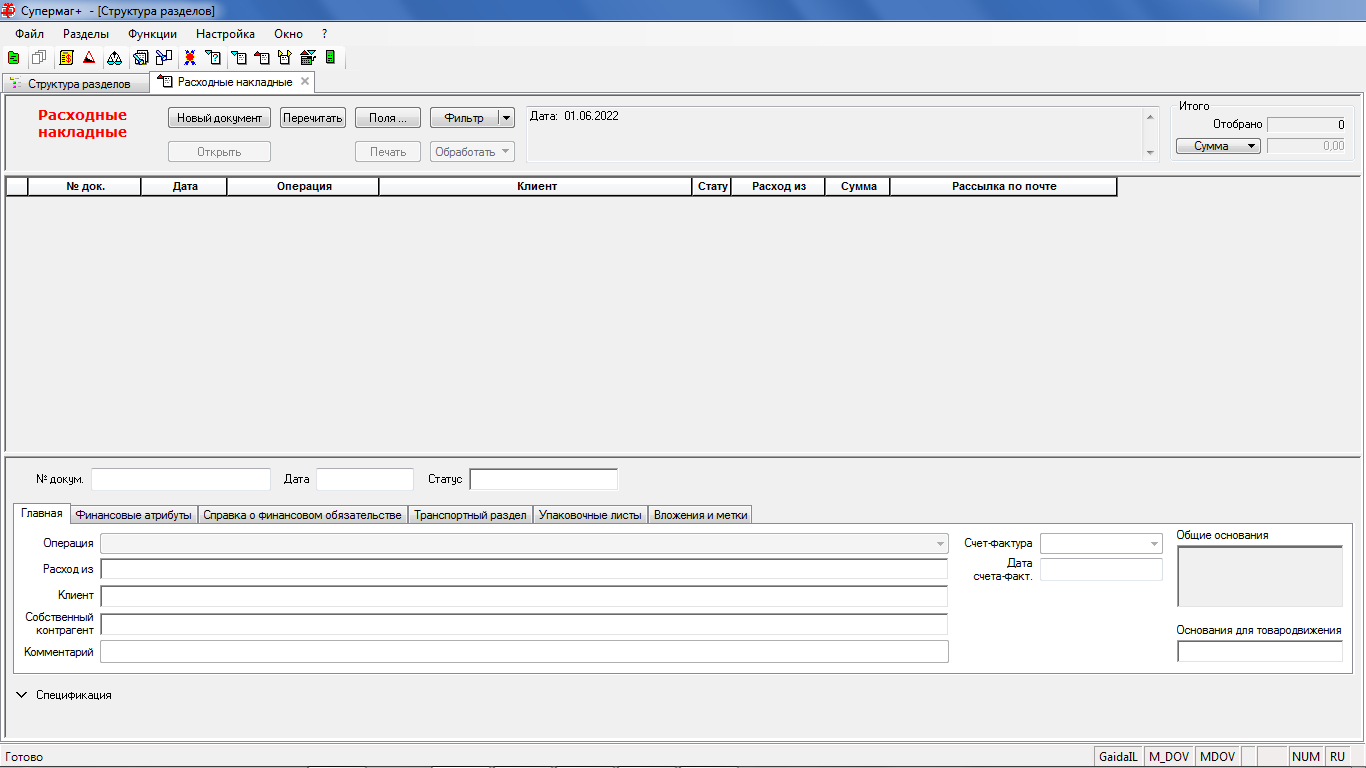 Супермаг+ - [Структура разделов]
Файл Разделы Функции Настройка Окно ?
Структура разделов Расходные накладные
Расходные
накладные
Новый документ Перечитать Поля ... Фильтр
Открыть Печать Обработать
Дата: 01.06.2022
Итого
Отобрано 0
Сумма 0,00
№ док. Дата Операция Клиент Стату Расход из Сумма Рассылка по почте
№ докум. Дата Статус
Главная Финансовые атрибуты Справка о финансовом обязательстве Транспортный раздел Упаковочные листы Вложения и метки
Операция
Расход из
Клиент
Собственный
контрагент
Комментарий
Счет-фактура
Дата
счета-факт.
Общие основания
Основания для товародвижения
Спецификация
Готово GaidaIL M_DOV MDOV NUM RU